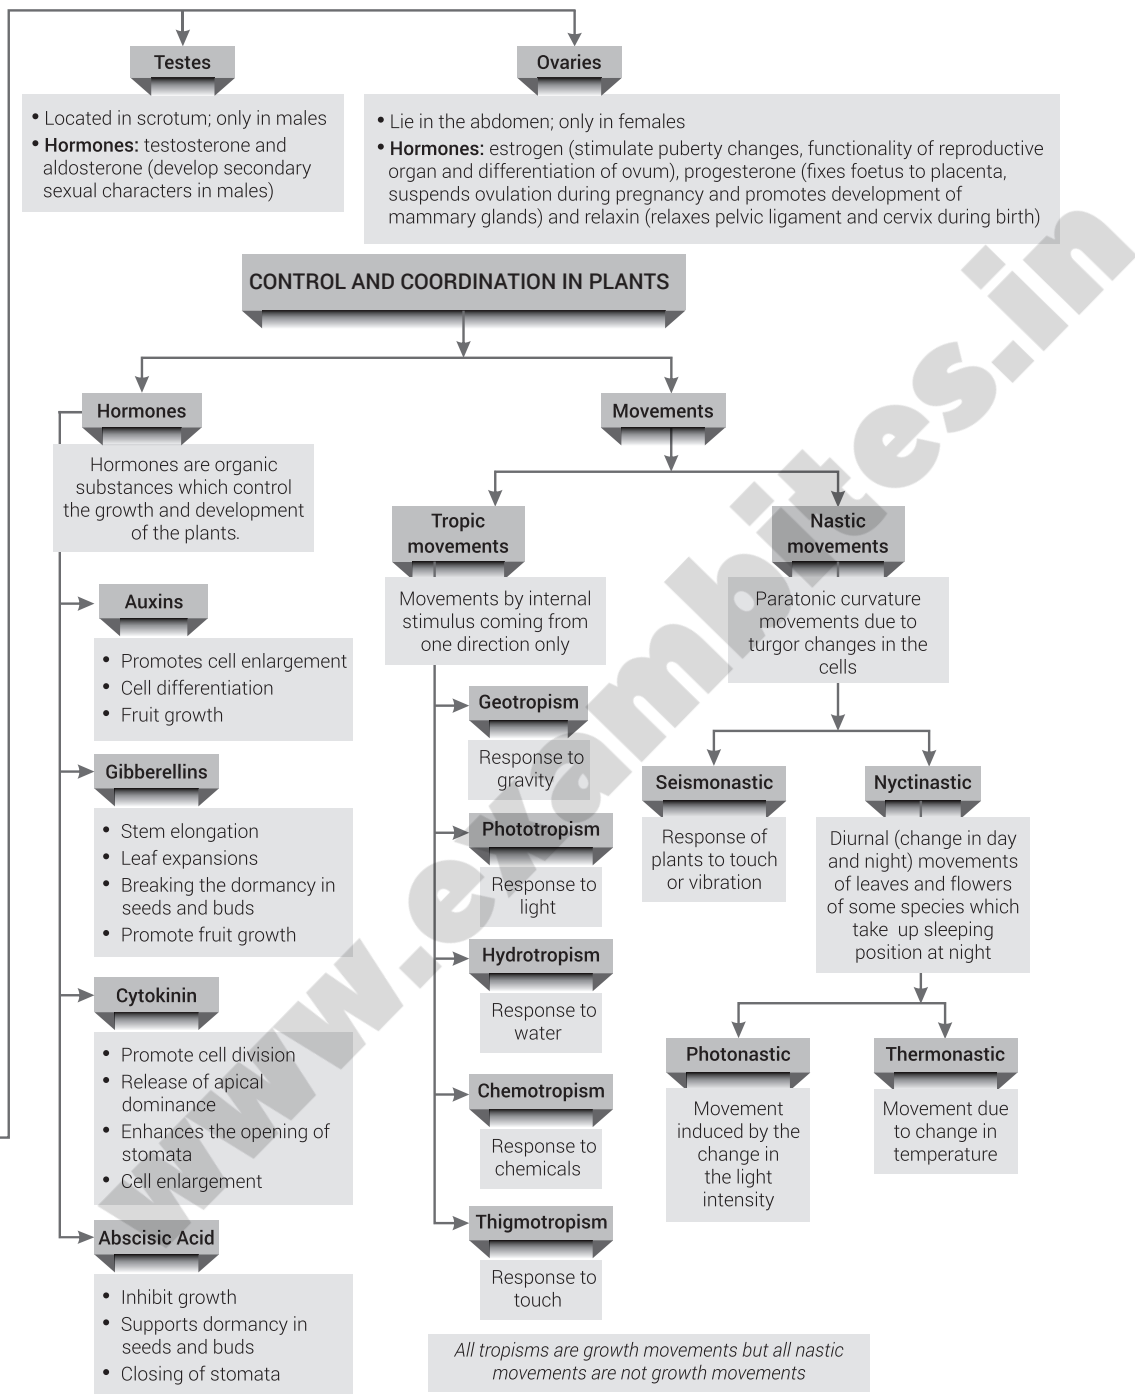 Testes
• Located in scrotum; only in males
• Hormones: testosterone and
aldosterone (develop secondary
sexual characters in males)
Ovaries
• Lie in the abdomen; only in females
• Hormones: estrogen (stimulate puberty changes, functionality of reproductive
organ and differentiation of ovum), progesterone (fixes foetus to placenta,
suspends ovulation during pregnancy and promotes development of
mammary glands) and relaxin (relaxes pelvic ligament and cervix during birth)
CONTROL AND COORDINATION IN PLANTS
Hormones
Hormones are organic
substances which control
the growth and development
of the plants.
Auxins
• Promotes cell enlargement
• Cell differentiation
• Fruit growth
Gibberellins
• Stem elongation
• Leaf expansions
• Breaking the dormancy in
seeds and buds
• Promote fruit growth
Cytokinin
• Promote cell division
• Release of apical
dominance
• Enhances the opening of
stomata
• Cell enlargement
Abscisic Acid
• Inhibit growth
• Supports dormancy in
seeds and buds
• Closing of stomata
Movements
Tropic
movements
Movements by internal
stimulus coming from
one direction only
Geotropism
Response to
gravity
Phototropism
Response to
light
Hydrotropism
Response to
water
Chemotropism
Response to
chemicals
Thigmotropism
Response to
touch
Nastic
movements
Paratonic curvature
movements due to
turgor changes in the
cells
Seismonastic
Response of
plants to touch
or vibration
Nyctinastic
Diurnal (change in day
and night) movements
of leaves and flowers
of some species which
take up sleeping
position at night
Photonastic
Movement
induced by the
change in
the light
intensity
Thermonastic
Movement due
to change in
temperature
All tropisms are growth movements but all nastic
movements are not growth movements
www.exambites.in